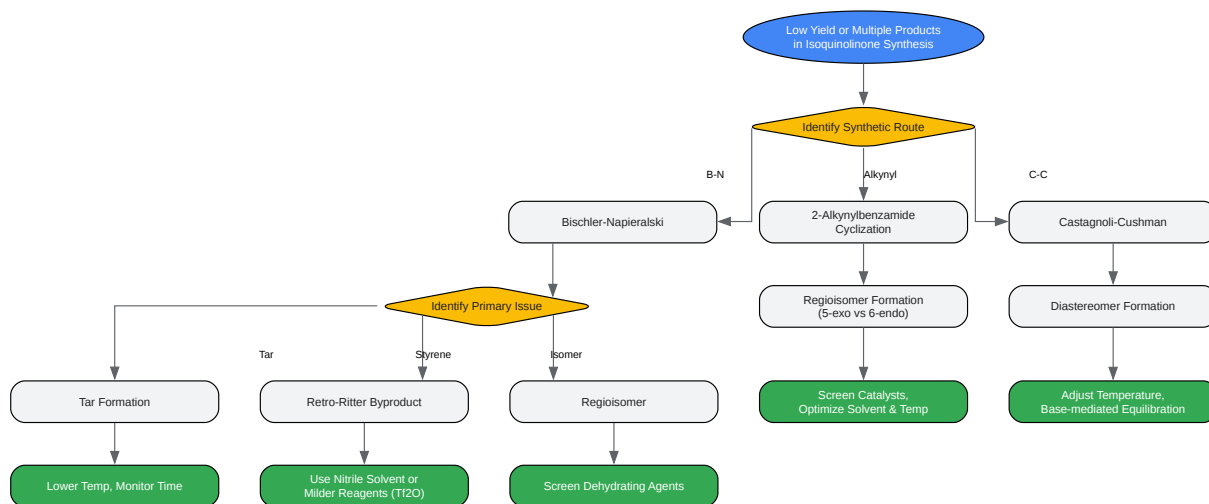 Low Yield or Multiple Products
in Isoquinolinone Synthesis
Identify Synthetic Route
B-N
Alkynyl
C-C
Bischler-Napieralski
2-Alkynylbenzamide
Cyclization
Castagnoli-Cushman
Identify Primary Issue
Regioisomer Formation
(5-exo vs 6-endo)
Diastereomer Formation
Tar
Styrene
Isomer
Tar Formation
Retro-Ritter Byproduct
Regioisomer
Screen Catalysts,
Optimize Solvent & Temp
Adjust Temperature,
Base-mediated Equilibration
Lower Temp, Monitor Time
Use Nitrile Solvent or
Milder Reagents (Tf2O)
Screen Dehydrating Agents